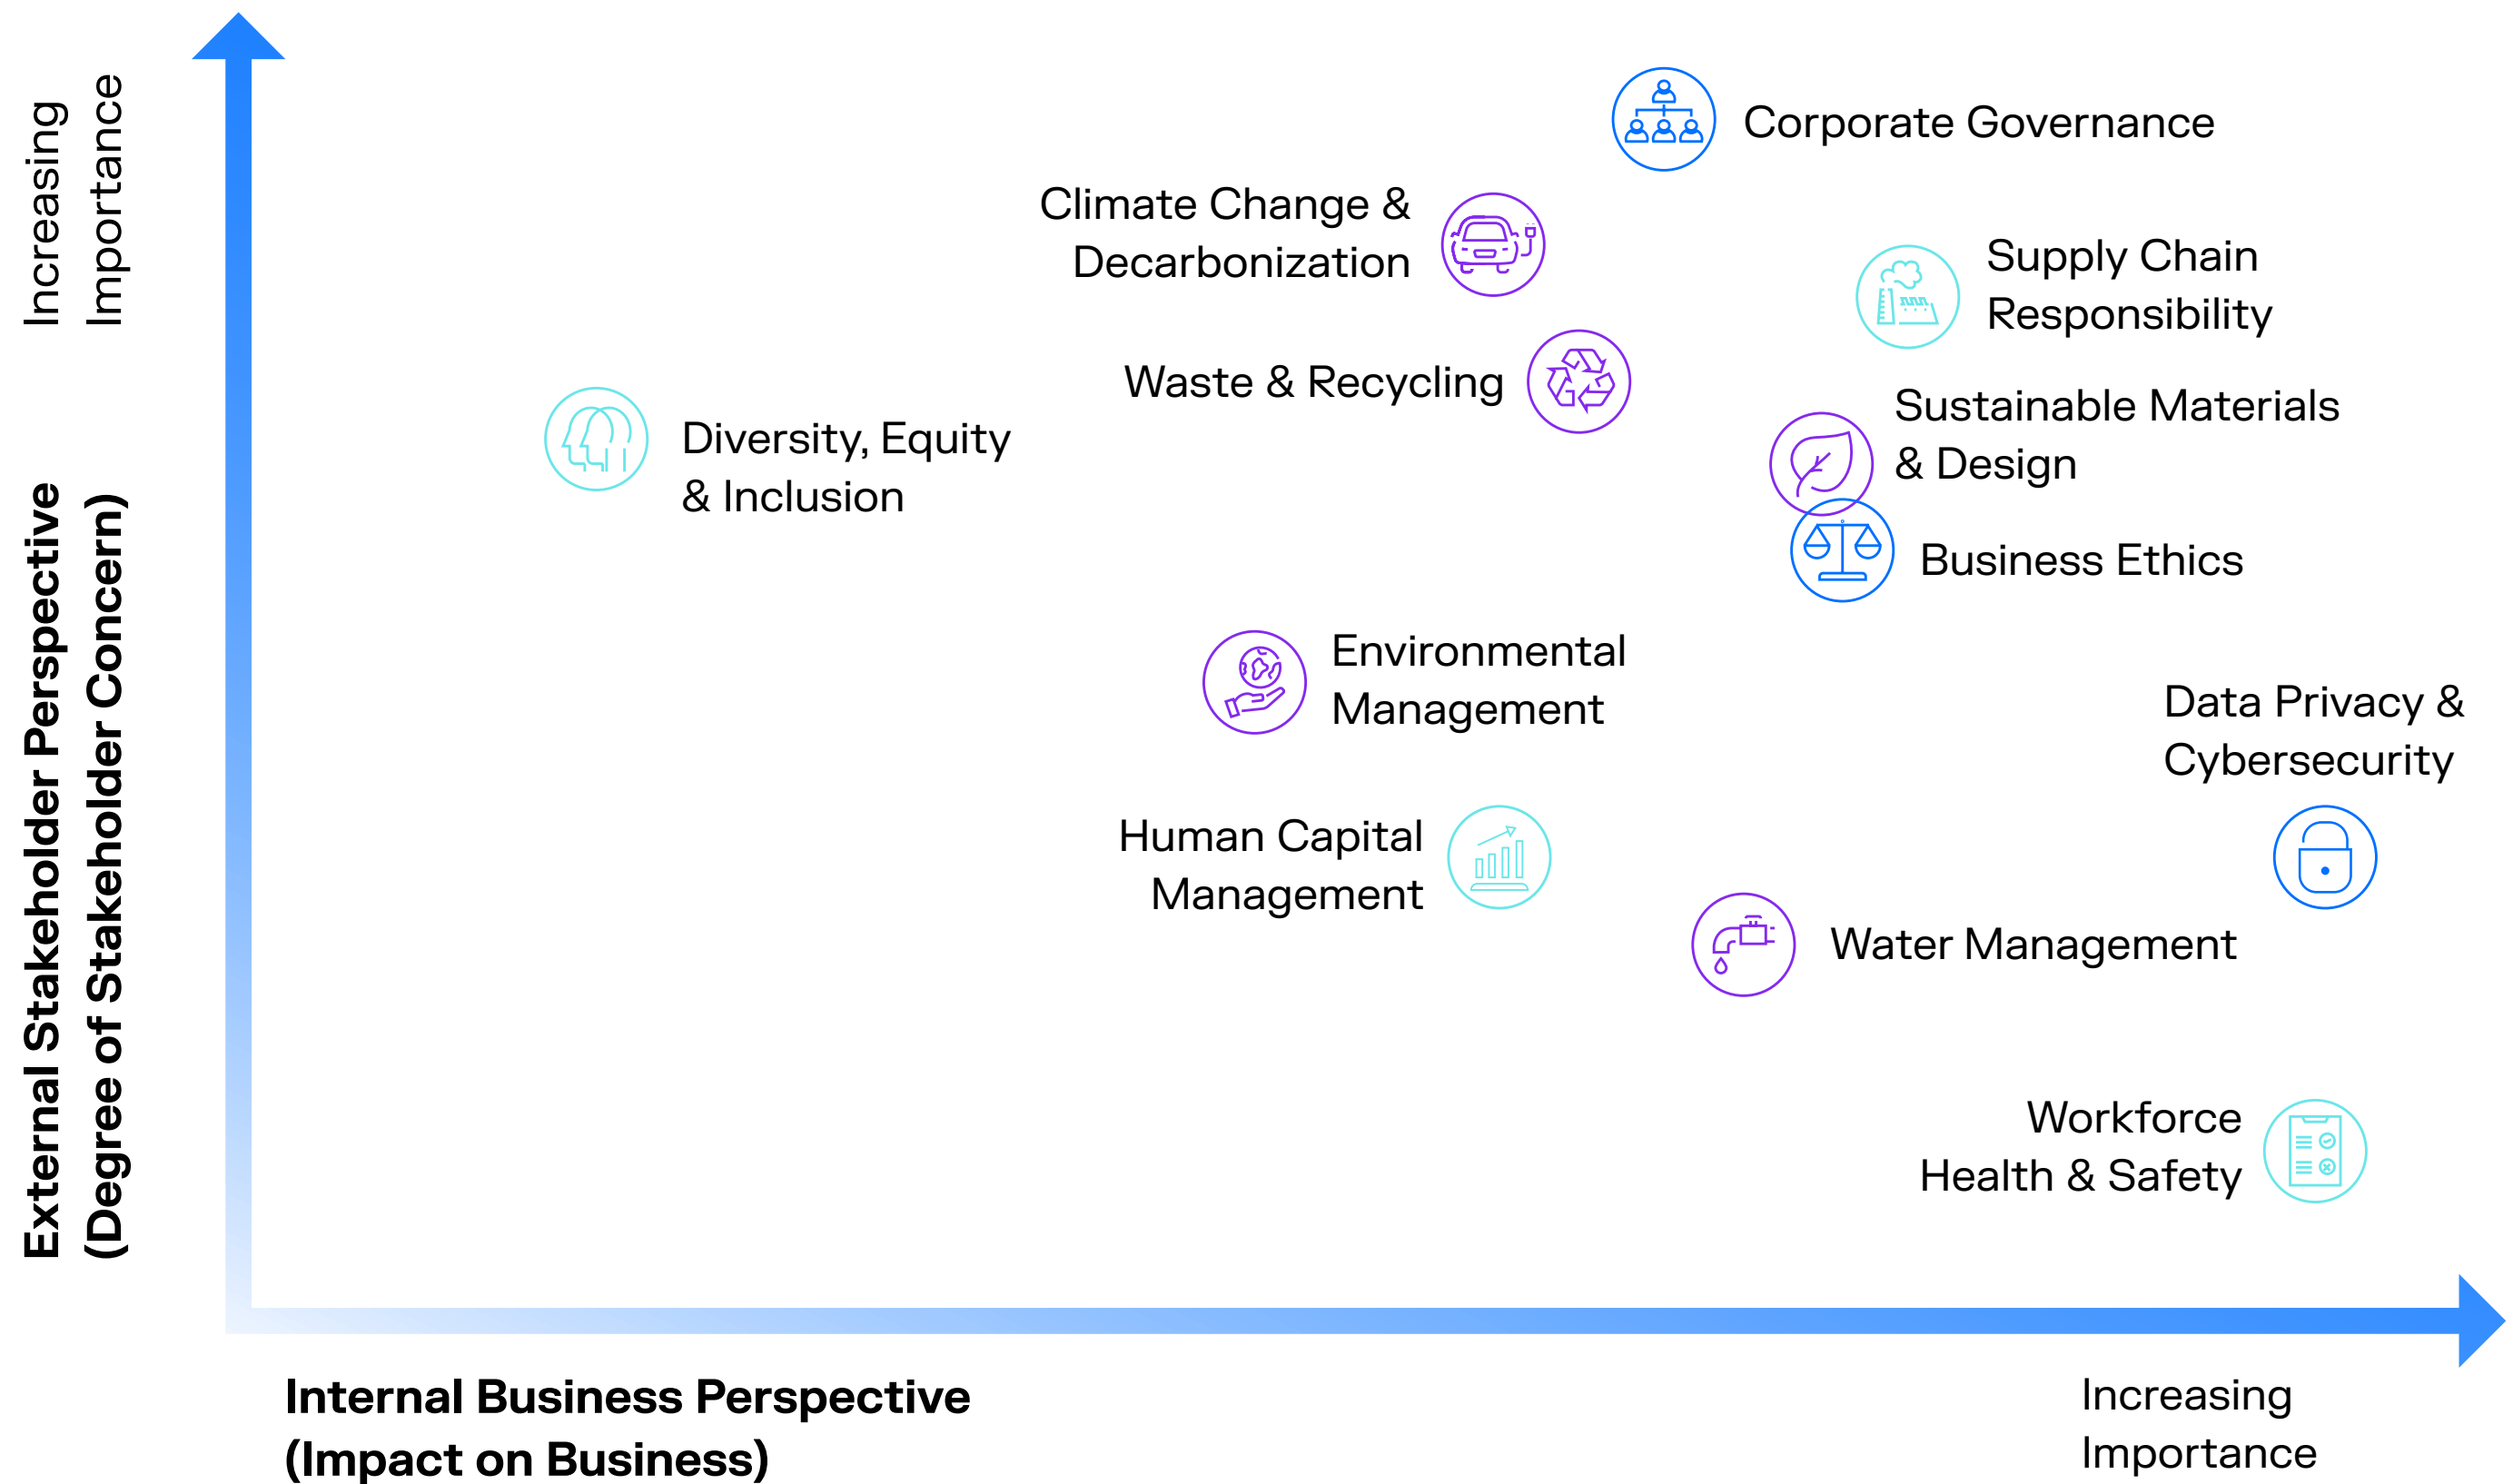 Increasing
Importance
External Stakeholder Perspective
(Degree of Stakeholder Concern)
Corporate Governance
Climate Change &
Decarbonization
Supply Chain
Responsibility
Waste & Recycling
Sustainable Materials
& Design
Diversity, Equity
& Inclusion
Business Ethics
Environmental
Management
Data Privacy &
Cybersecurity
Human Capital
Management
Water Management
Workforce
Health & Safety
Internal Business Perspective
(Impact on Business)
Increasing
Importance